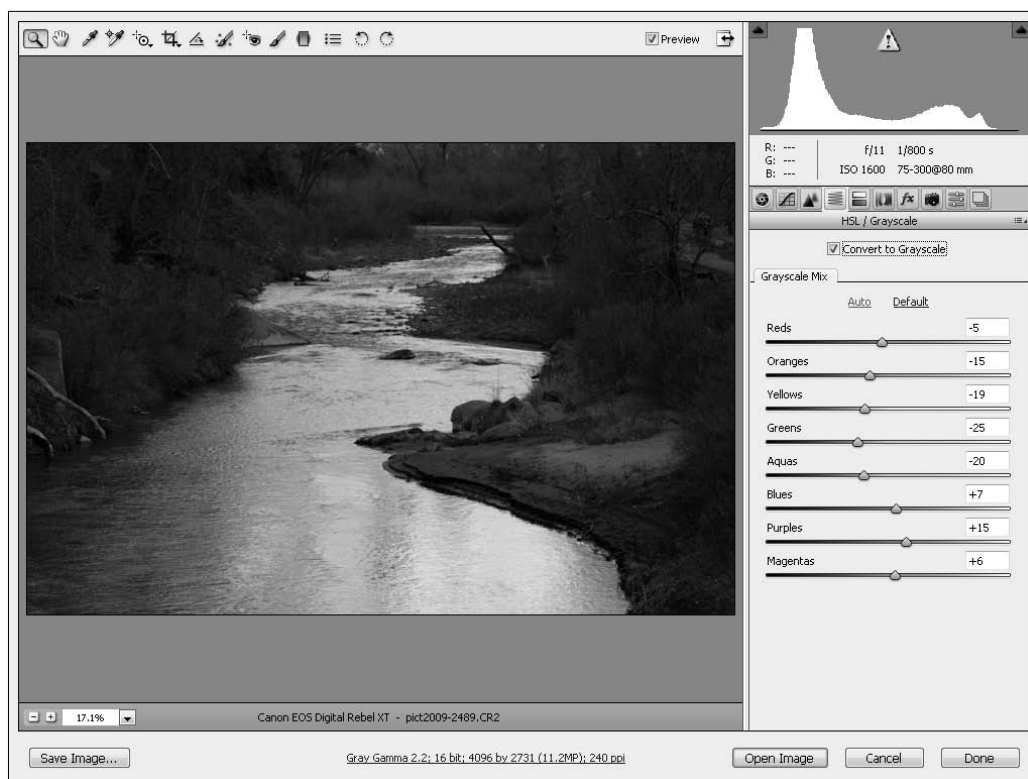 Preview
R: ---
G: ---
B: ---
f/11 1/800 s
ISO 1600 75-300@80 mm
fx
HSL / Grayscale
Convert to Grayscale
Grayscale Mix
Auto Default
Reds -5
Oranges -15
Yellows -19
Greens -25
Aquas -20
Blues +7
Purples +15
Magentas +6
17.1%
Canon EOS Digital Rebel XT - pict2009-2489.CR2
Save Image...
Gray Gamma 2.2; 16 bit; 4096 by 2731 (11.2MP); 240 ppi
Open Image
Cancel
Done